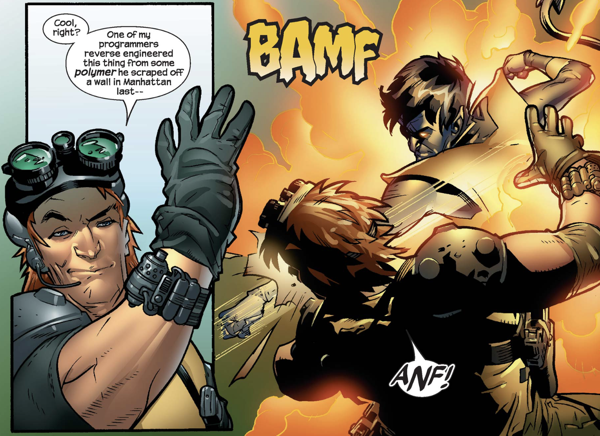 Cool,
right?
One of my
programmers
reverse engineered
this thing from some
polymer he scraped off
a wall in Manhattan
last--
BAMF
ANF!